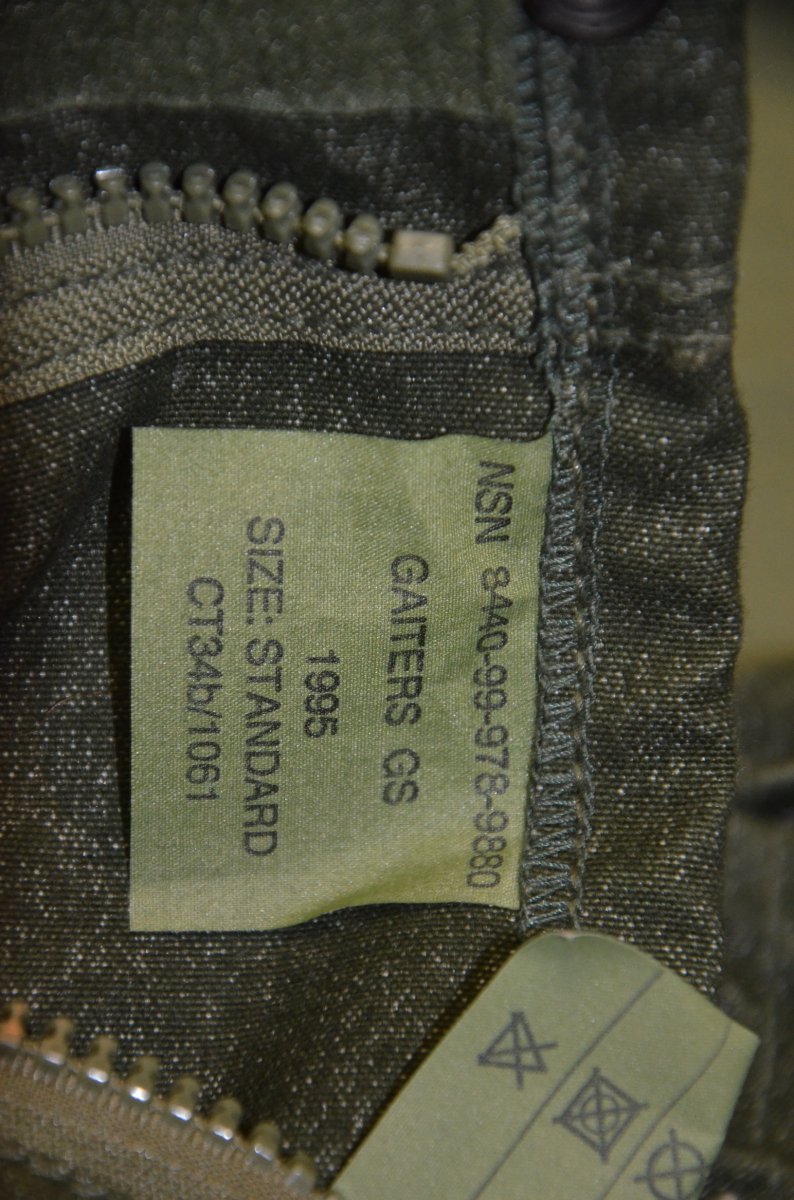 NSN 8440-99-978-9880
GAITERS GS
1995
SIZE: STANDARD
CT34b/1061